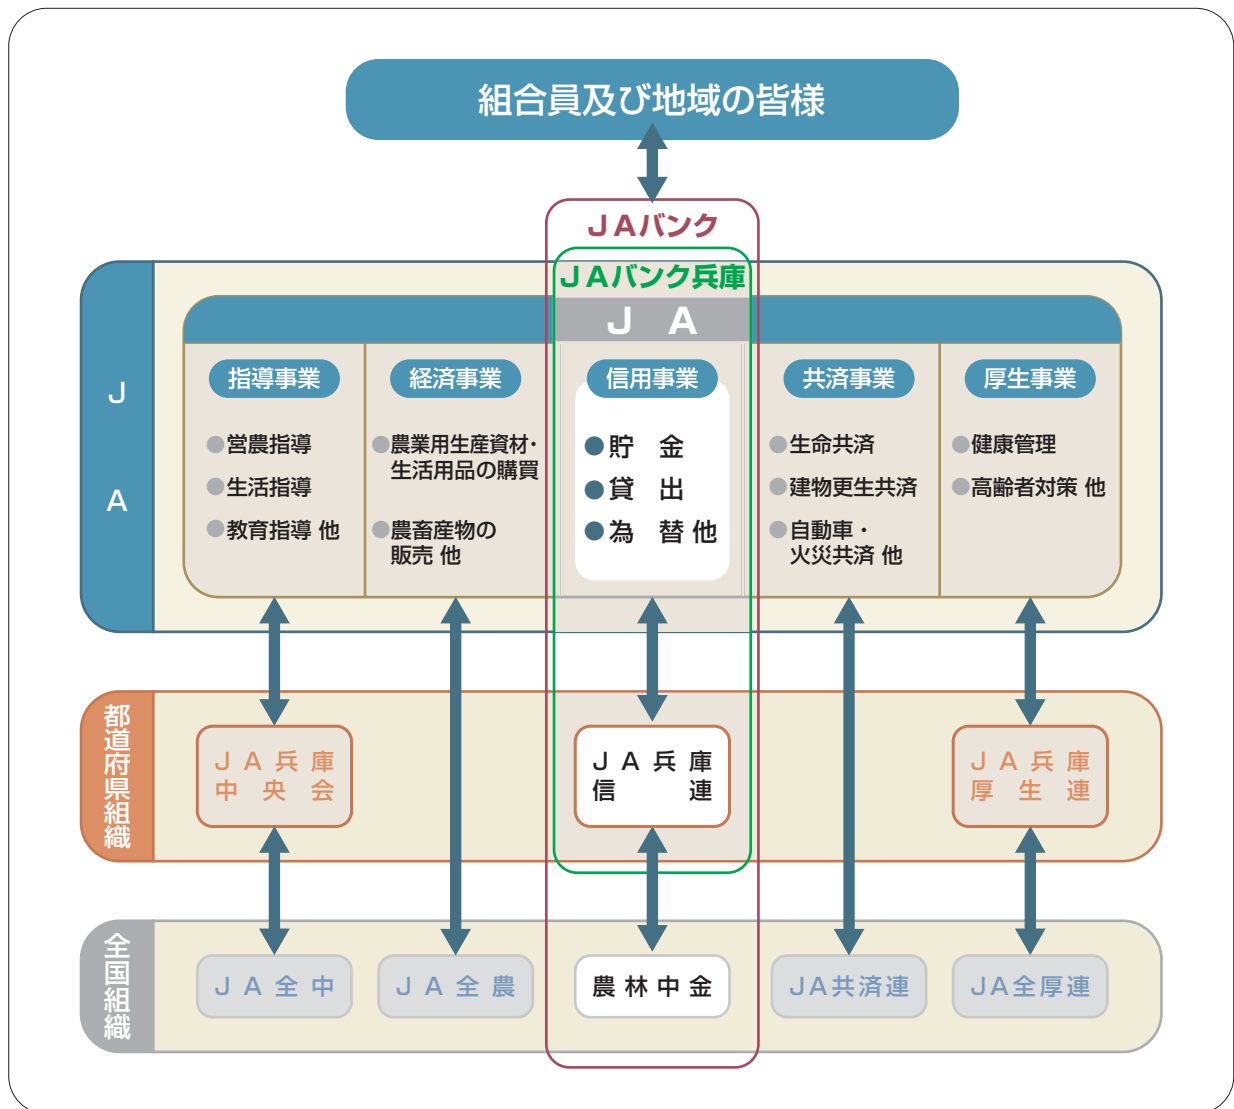 組合員及び地域の皆様
JAバンク
JAバンク兵庫
J A
J
A
指導事業
●営農指導
●生活指導
●教育指導 他
経済事業
●農業用生産資材・
生活用品の購買
●農畜産物の
販売 他
信用事業
●貯 金
●貸 出
●為 替 他
共済事業
●生命共済
●建物更生共済
●自動車・
火災共済 他
厚生事業
●健康管理
●高齢者対策 他
都道府県組織
JA兵庫
中央会
JA兵庫
信 連
JA兵庫
厚生連
全国組織
JA全中
JA全農
農林中金
JA共済連
JA全厚連